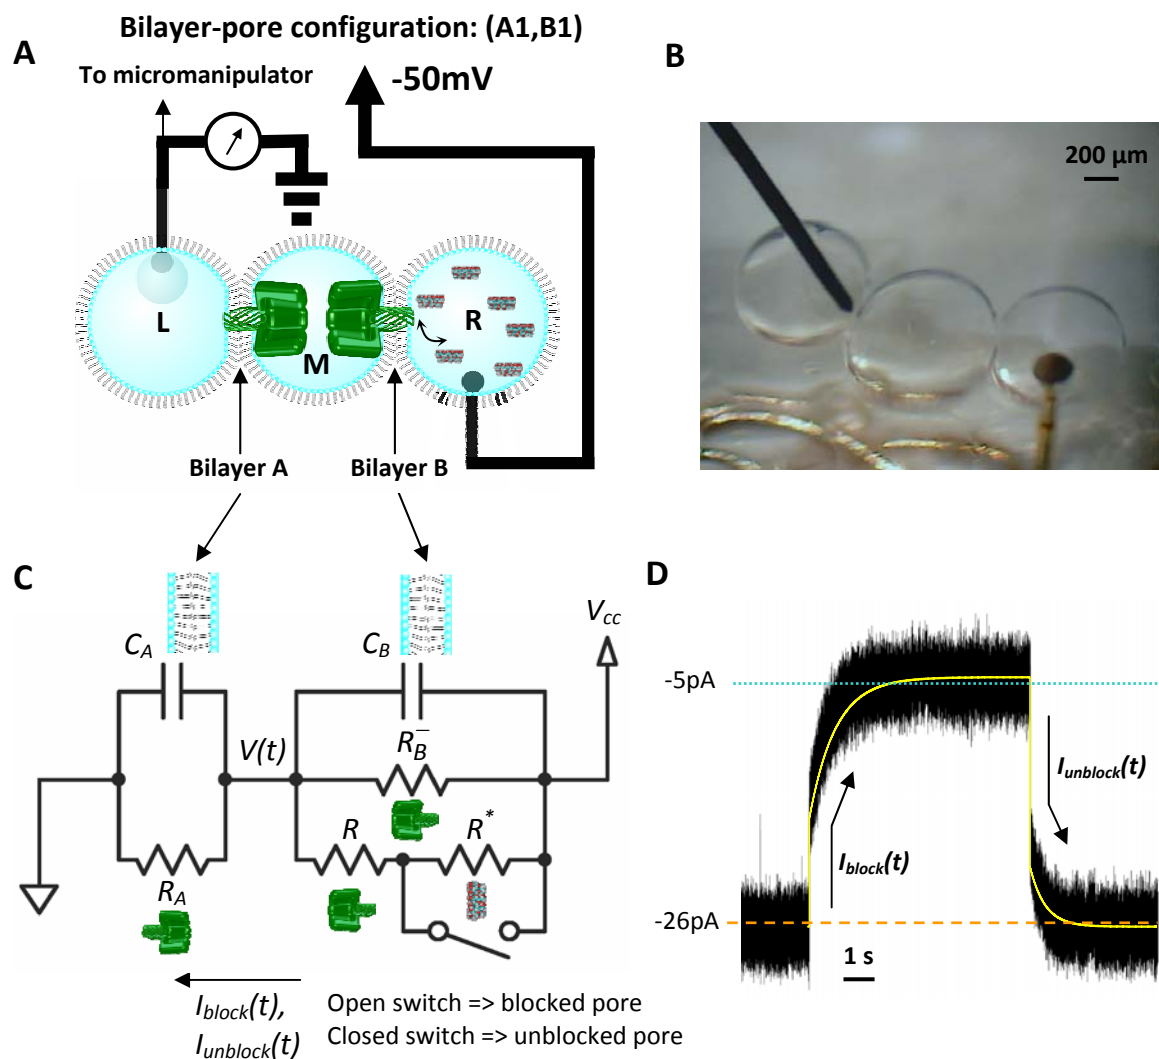 Bilayer-pore configuration: (A1,B1)
A
To micromanipulator
-50mV
L
M
R
Bilayer A
Bilayer B
B
200 µm
C
C_A
C_B
V_cc
V(t)
R_B^−
R
R^*
R_A
I_block(t),
I_unblock(t)
Open switch => blocked pore
Closed switch => unblocked pore
D
-5pA
I_unblock(t)
I_block(t)
-26pA
1 s